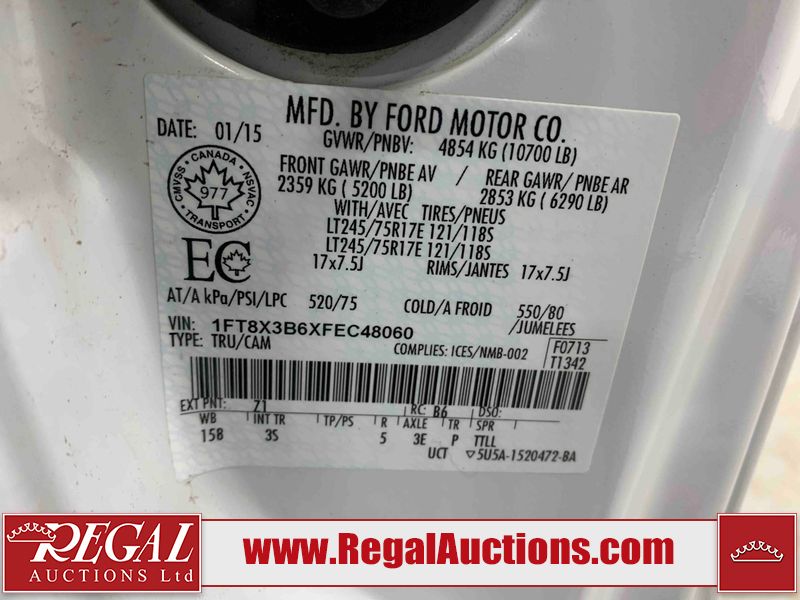 MFD. BY FORD MOTOR CO.
DATE: 01/15 GVWR/PNBV: 4854 KG (10700 LB)
FRONT GAWR/PNBE AV / REAR GAWR/ PNBE AR
2359 KG ( 5200 LB) 2853 KG ( 6290 LB)
WITH/AVEC TIRES/PNEUS
LT245/75R17E 121/118S
LT245/75R17E 121/118S
17x7.5J RIMS/JANTES 17x7.5J
CANADA
CMVSS 977 NSVAC
TRANSPORT
EC
AT/A kPa/PSI/LPC 520/75 COLD/A FROID 550/80
/JUMELEES
VIN: 1FT8X3B6XFEC48060
TYPE: TRU/CAM COMPLIES: ICES/NMB-002
F0713
T1342
EXT PNT: Z1 RC: B6 DSO:
WB INT TR TP/PS R AXLE TR SPR
158 3S 5 3E P TTLL
UCT ▽5U5A-1520472-BA
REGAL
AUCTIONS Ltd
www.RegalAuctions.com